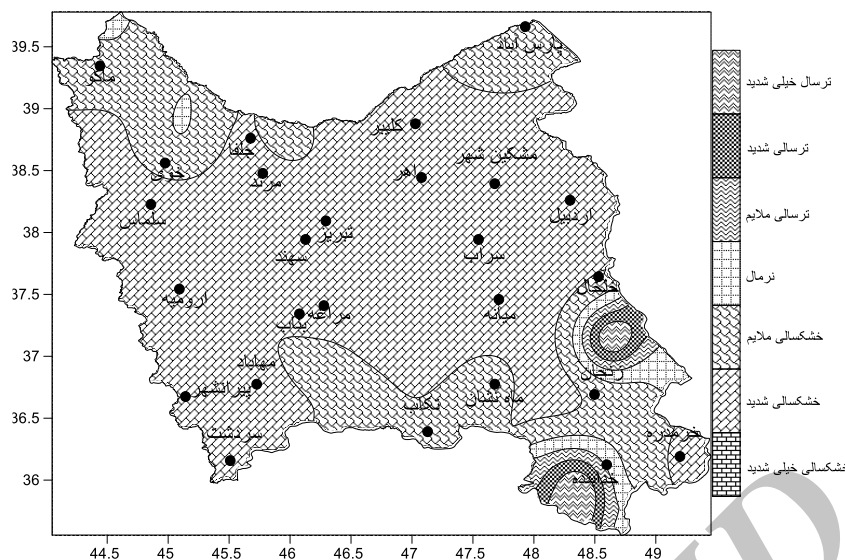 39.5
39
38.5
38
37.5
37
36.5
36
44.5 45 45.5 46 46.5 47 47.5 48 48.5 49
پارس آباد
ماکو
کلیبر
جلفا
مشکین شهر
خوی
مرند
اهر
سلماس
اردبیل
تبریز
سهند
سراب
خلخال
ارومیه
مراغه
بناب
میانه
مهاباد
زنجان
پیرانشهر
ماه نشان
تکاب
سردشت
خرمدره
خدابنده
ترسال خیلی شدید
ترسالی شدید
ترسالی ملایم
نرمال
خشکسالی ملایم
خشکسالی شدید
خشکسالی خیلی شدید